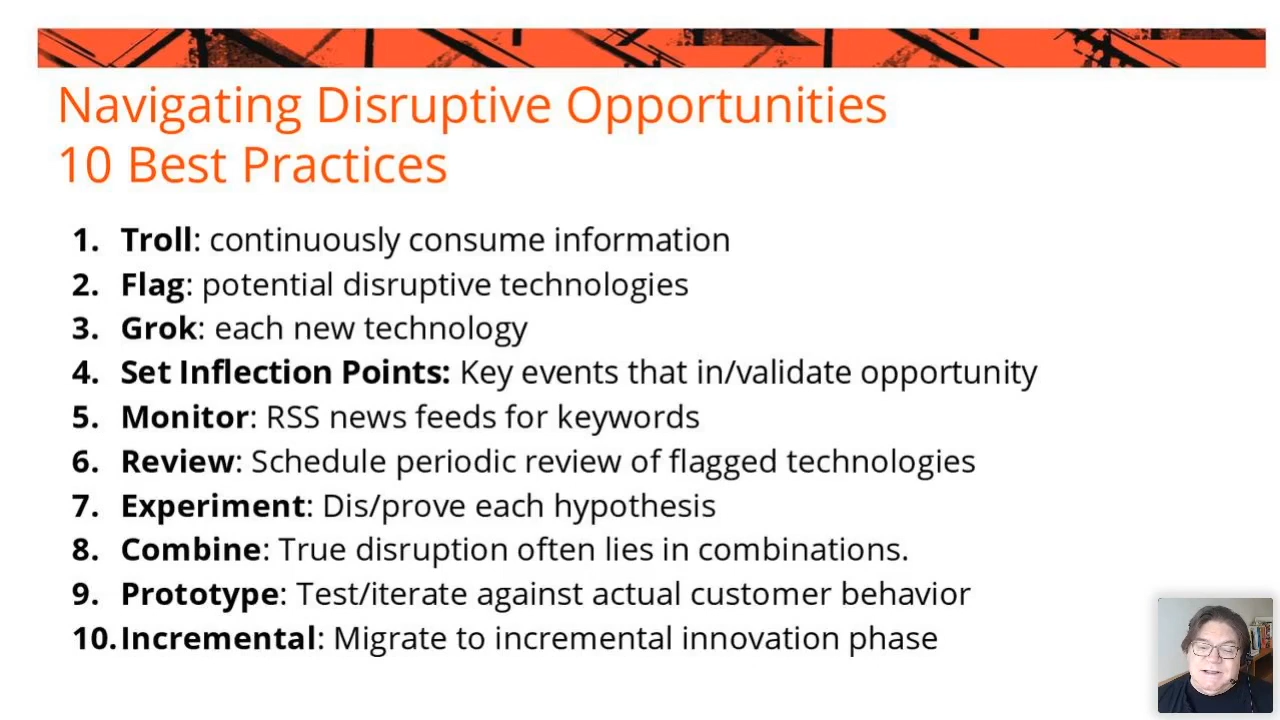 Navigating Disruptive Opportunities
10 Best Practices
1. Troll: continuously consume information
2. Flag: potential disruptive technologies
3. Grok: each new technology
4. Set Inflection Points: Key events that in/validate opportunity
5. Monitor: RSS news feeds for keywords
6. Review: Schedule periodic review of flagged technologies
7. Experiment: Dis/prove each hypothesis
8. Combine: True disruption often lies in combinations.
9. Prototype: Test/iterate against actual customer behavior
10. Incremental: Migrate to incremental innovation phase